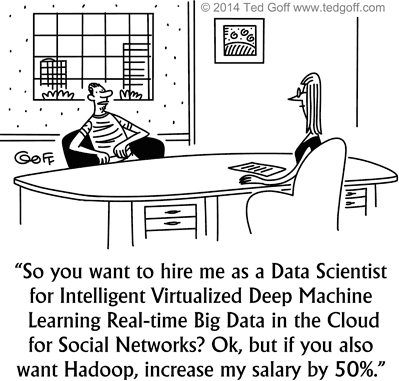 © 2014 Ted Goff www.tedgoff.com
GOFF
“So you want to hire me as a Data Scientist
for Intelligent Virtualized Deep Machine
Learning Real-time Big Data in the Cloud
for Social Networks? Ok, but if you also
want Hadoop, increase my salary by 50%.”